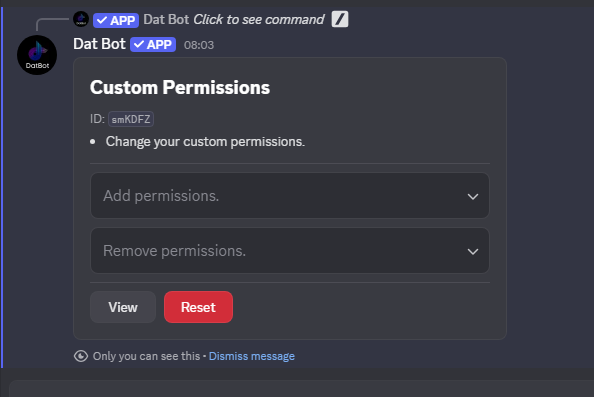 APP Dat Bot Click to see command
DatBot
Dat Bot APP 08:03
Custom Permissions
ID: smKDFZ
Change your custom permissions.
Add permissions.
Remove permissions.
View Reset
Only you can see this • Dismiss message